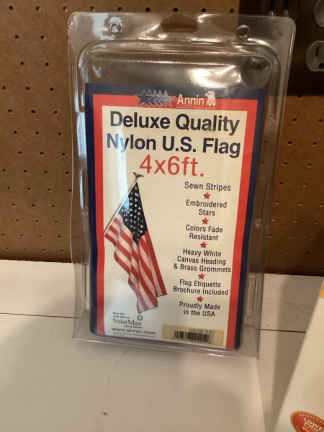 Annin
Deluxe Quality
Nylon U.S. Flag
4x6ft.
Sewn Stripes
Embroidered
Stars
Colors Fade
Resistant
Heavy White
Canvas Heading
& Brass Grommets
Flag Etiquette
Brochure Included
Proudly Made
in the USA
SolarMax